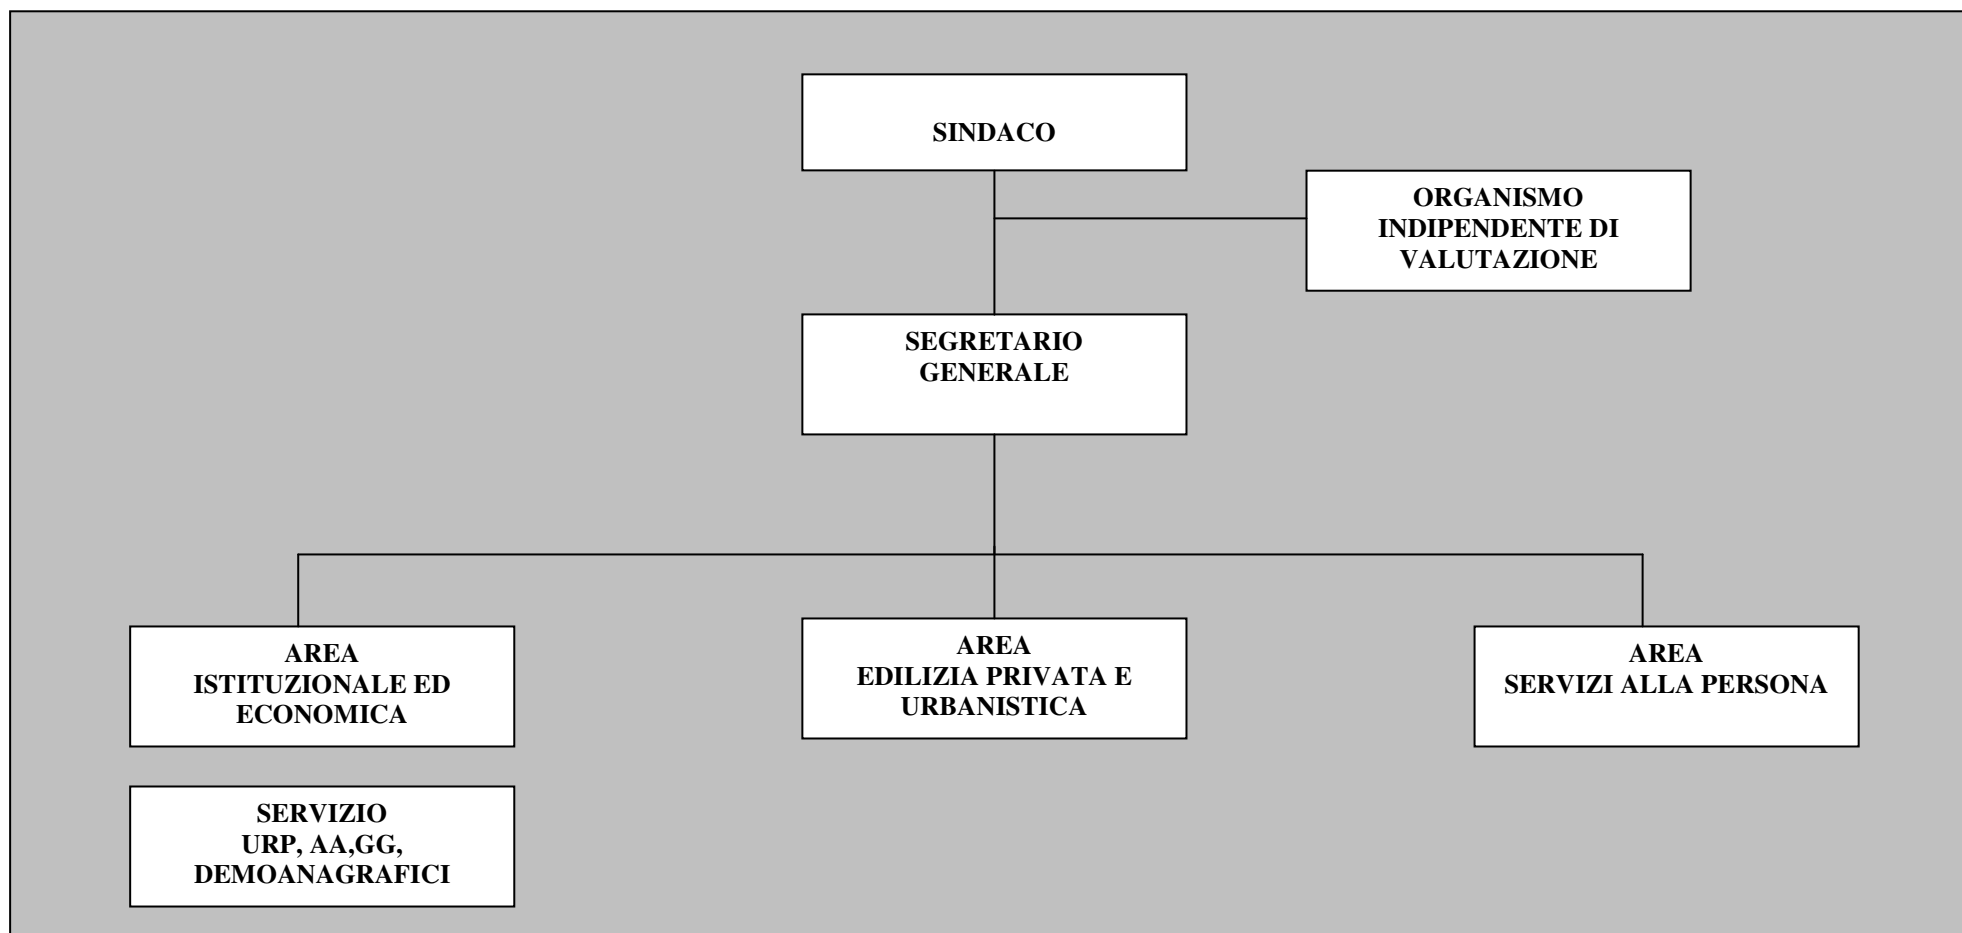 SINDACO
ORGANISMO
INDIPENDENTE DI
VALUTAZIONE
SEGRETARIO
GENERALE
AREA
ISTITUZIONALE ED
ECONOMICA
AREA
EDILIZIA PRIVATA E
URBANISTICA
AREA
SERVIZI ALLA PERSONA
SERVIZIO
URP, AA,GG,
DEMOANAGRAFICI